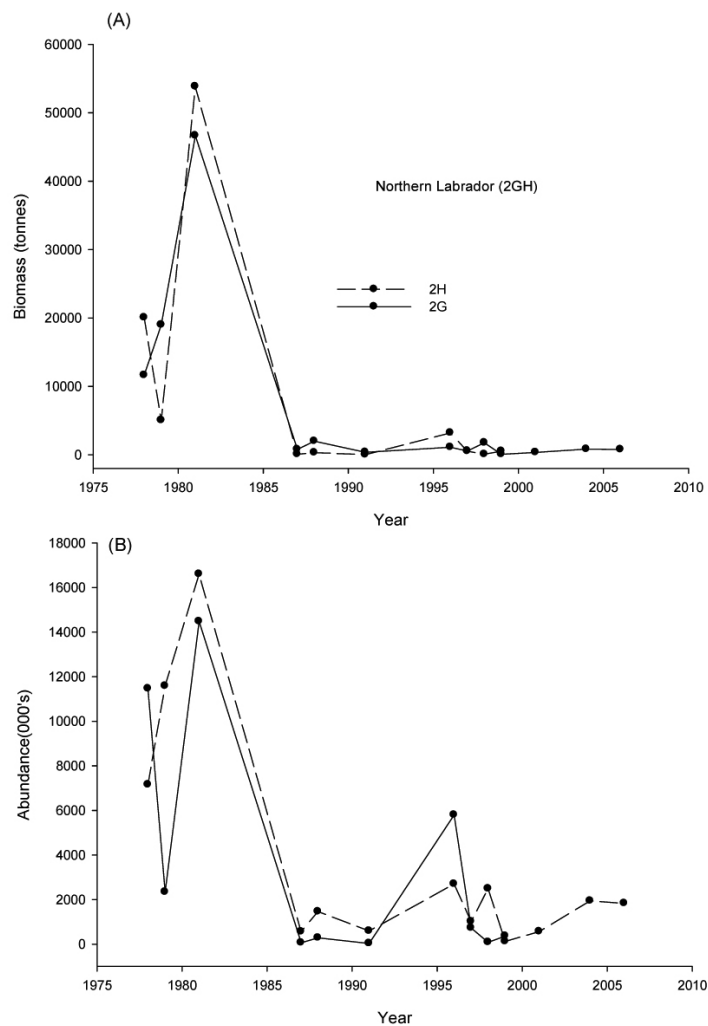 (A)
60000
50000
40000
30000
20000
10000
0
Biomass (tonnes)
Northern Labrador (2GH)
2H
2G
1975 1980 1985 1990 1995 2000 2005 2010
Year
(B)
18000
16000
14000
12000
10000
8000
6000
4000
2000
0
Abundance(000's)
1975 1980 1985 1990 1995 2000 2005 2010
Year